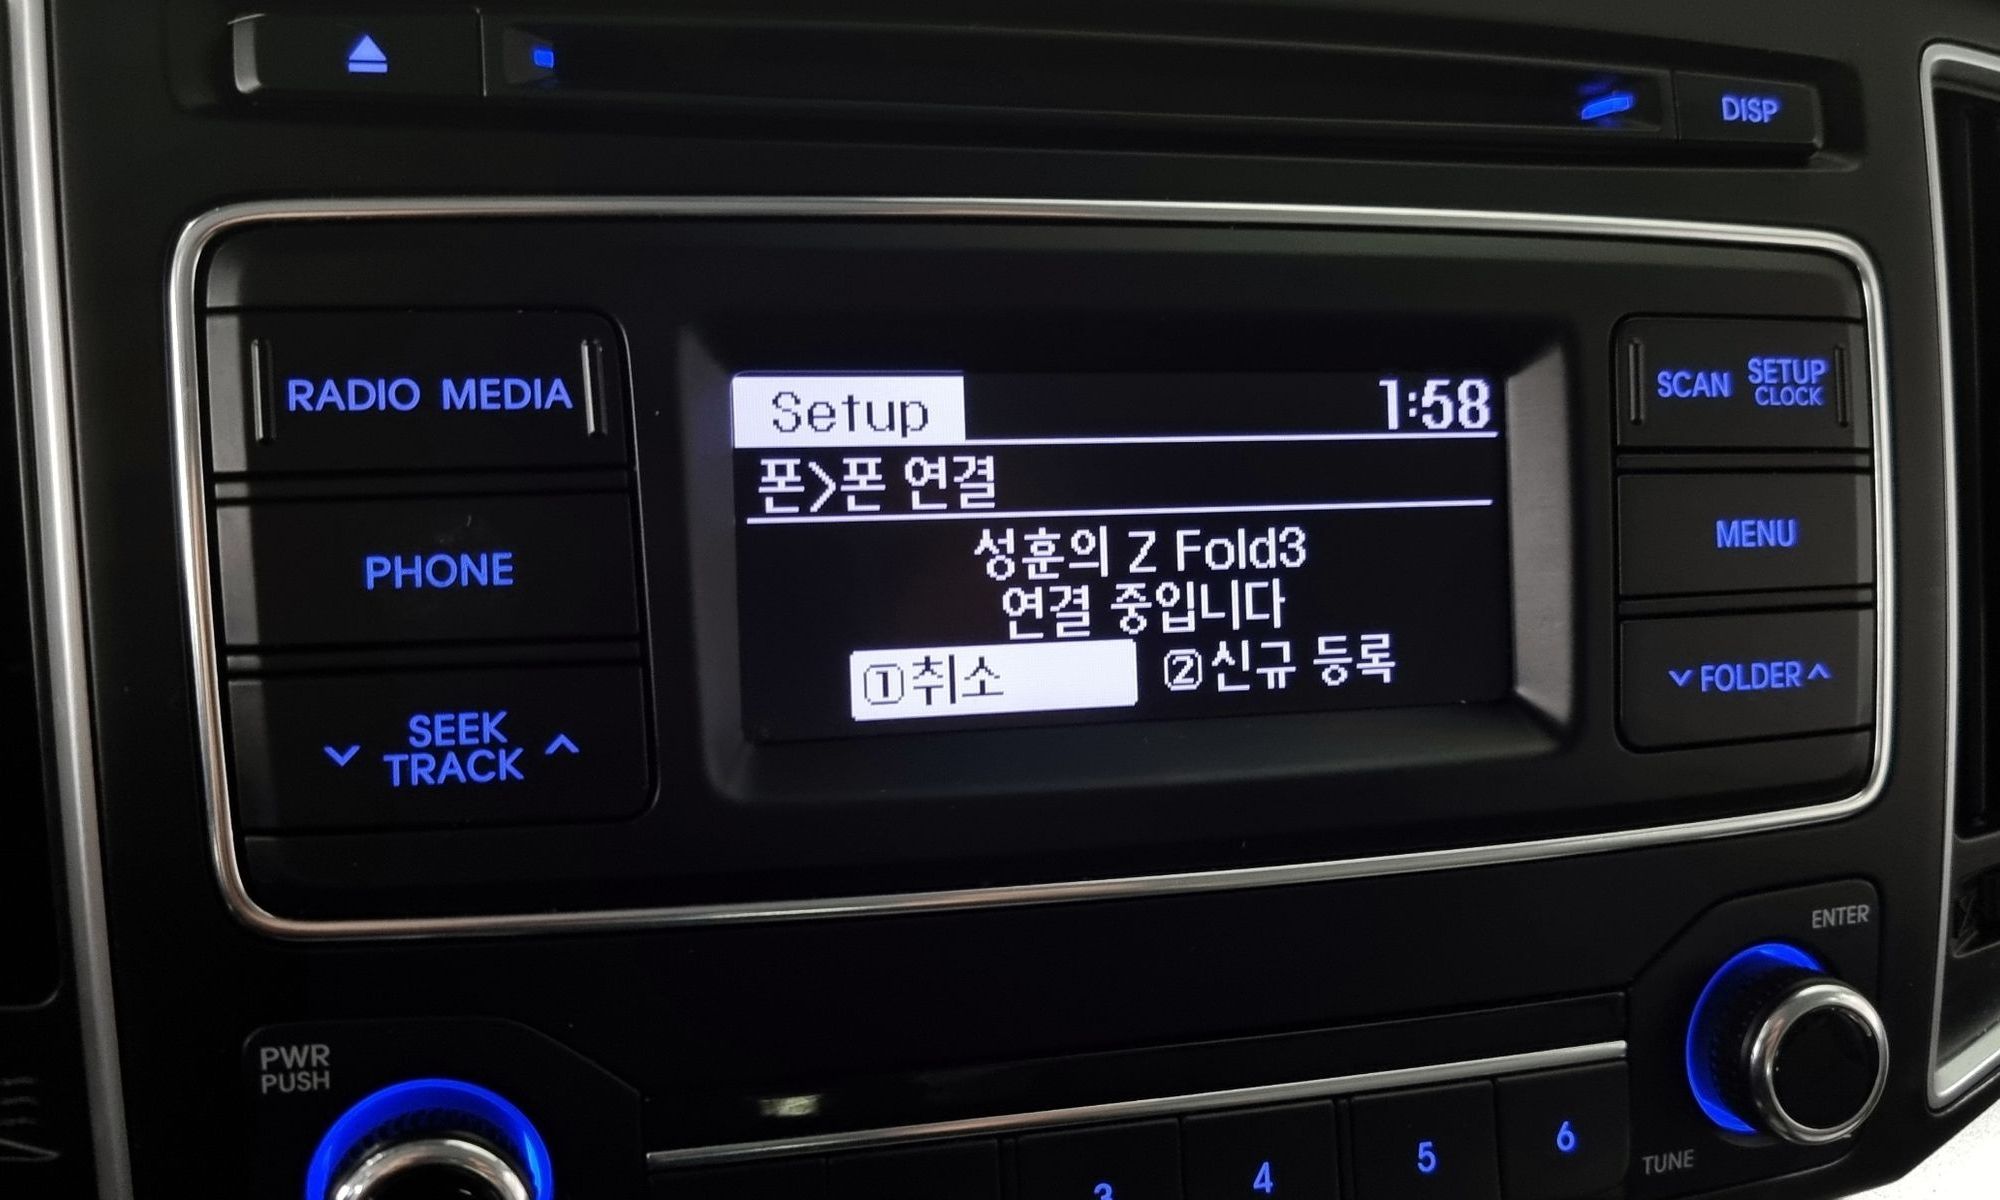 DISP
RADIO MEDIA
PHONE
SEEK
TRACK
Setup 1:58
폰>폰 연결
성훈의 Z Fold3
연결 중입니다
①취소 ②신규 등록
SCAN SETUP
CLOCK
MENU
FOLDER
ENTER
TUNE
PWR
PUSH
3 4 5 6